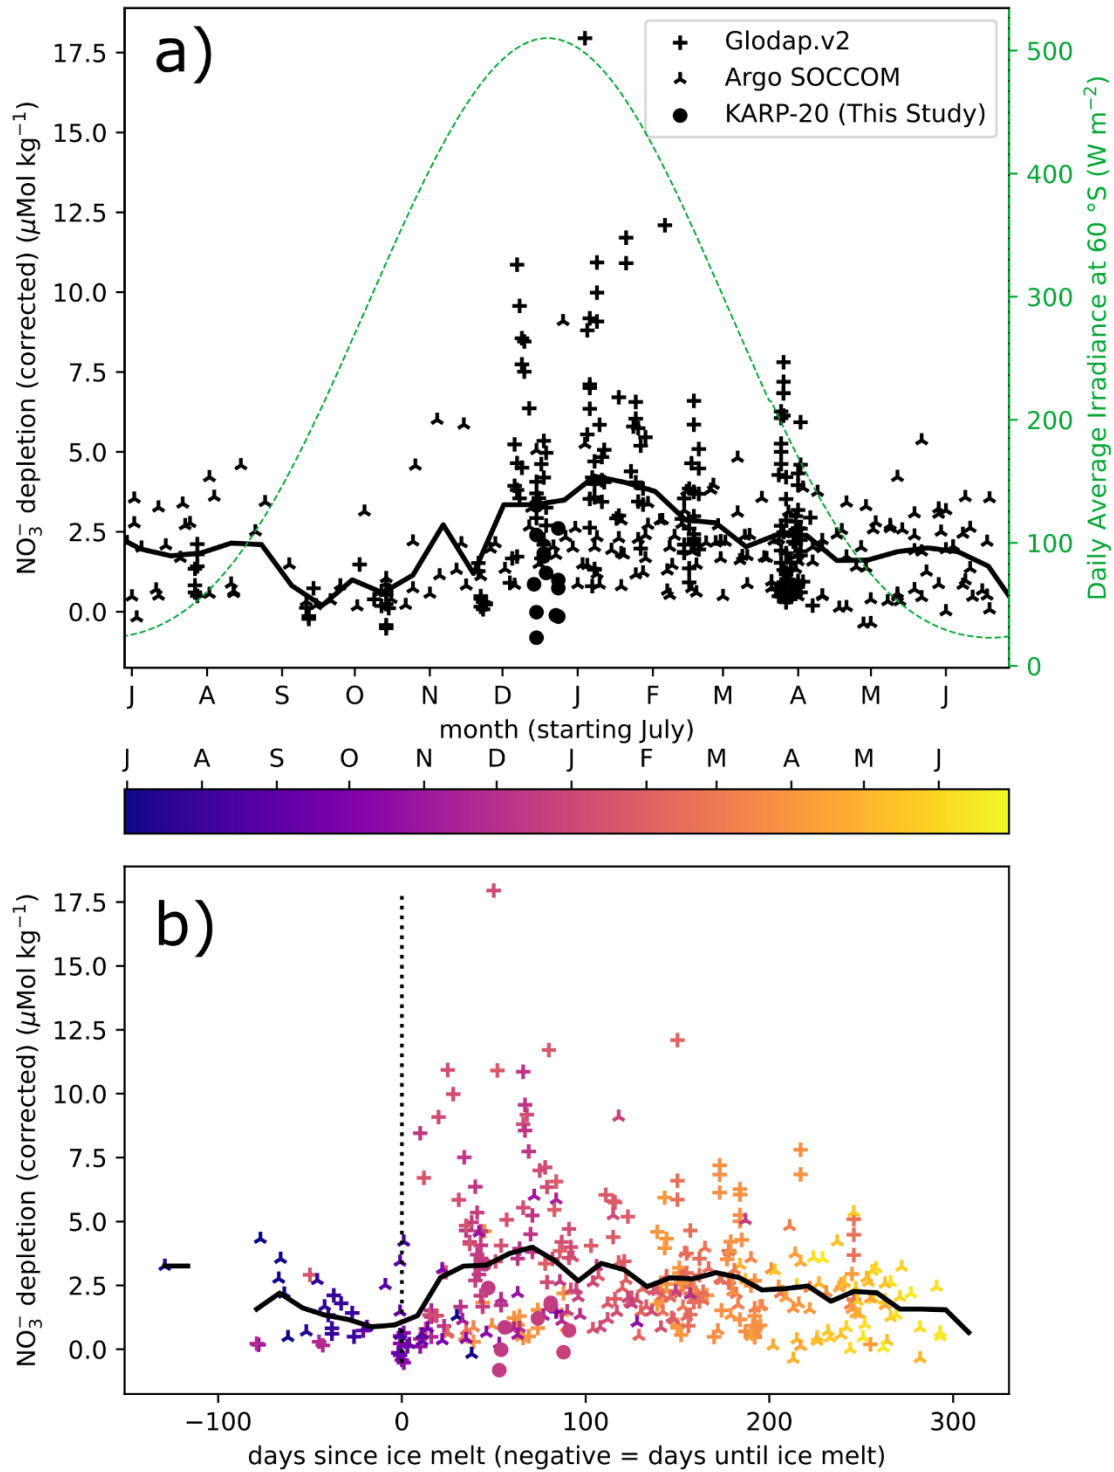 a)
Glodap.v2
Argo SOCCOM
KARP-20 (This Study)
17.5
15.0
12.5
10.0
7.5
5.0
2.5
0.0
NO₃⁻ depletion (corrected) (μMol kg⁻¹)
500
400
300
200
100
0
Daily Average Irradiance at 60 °S (W m⁻²)
J A S O N D J F M A M J
month (starting July)
J A S O N D J F M A M J
b)
17.5
15.0
12.5
10.0
7.5
5.0
2.5
0.0
NO₃⁻ depletion (corrected) (μMol kg⁻¹)
−100 0 100 200 300
days since ice melt (negative = days until ice melt)